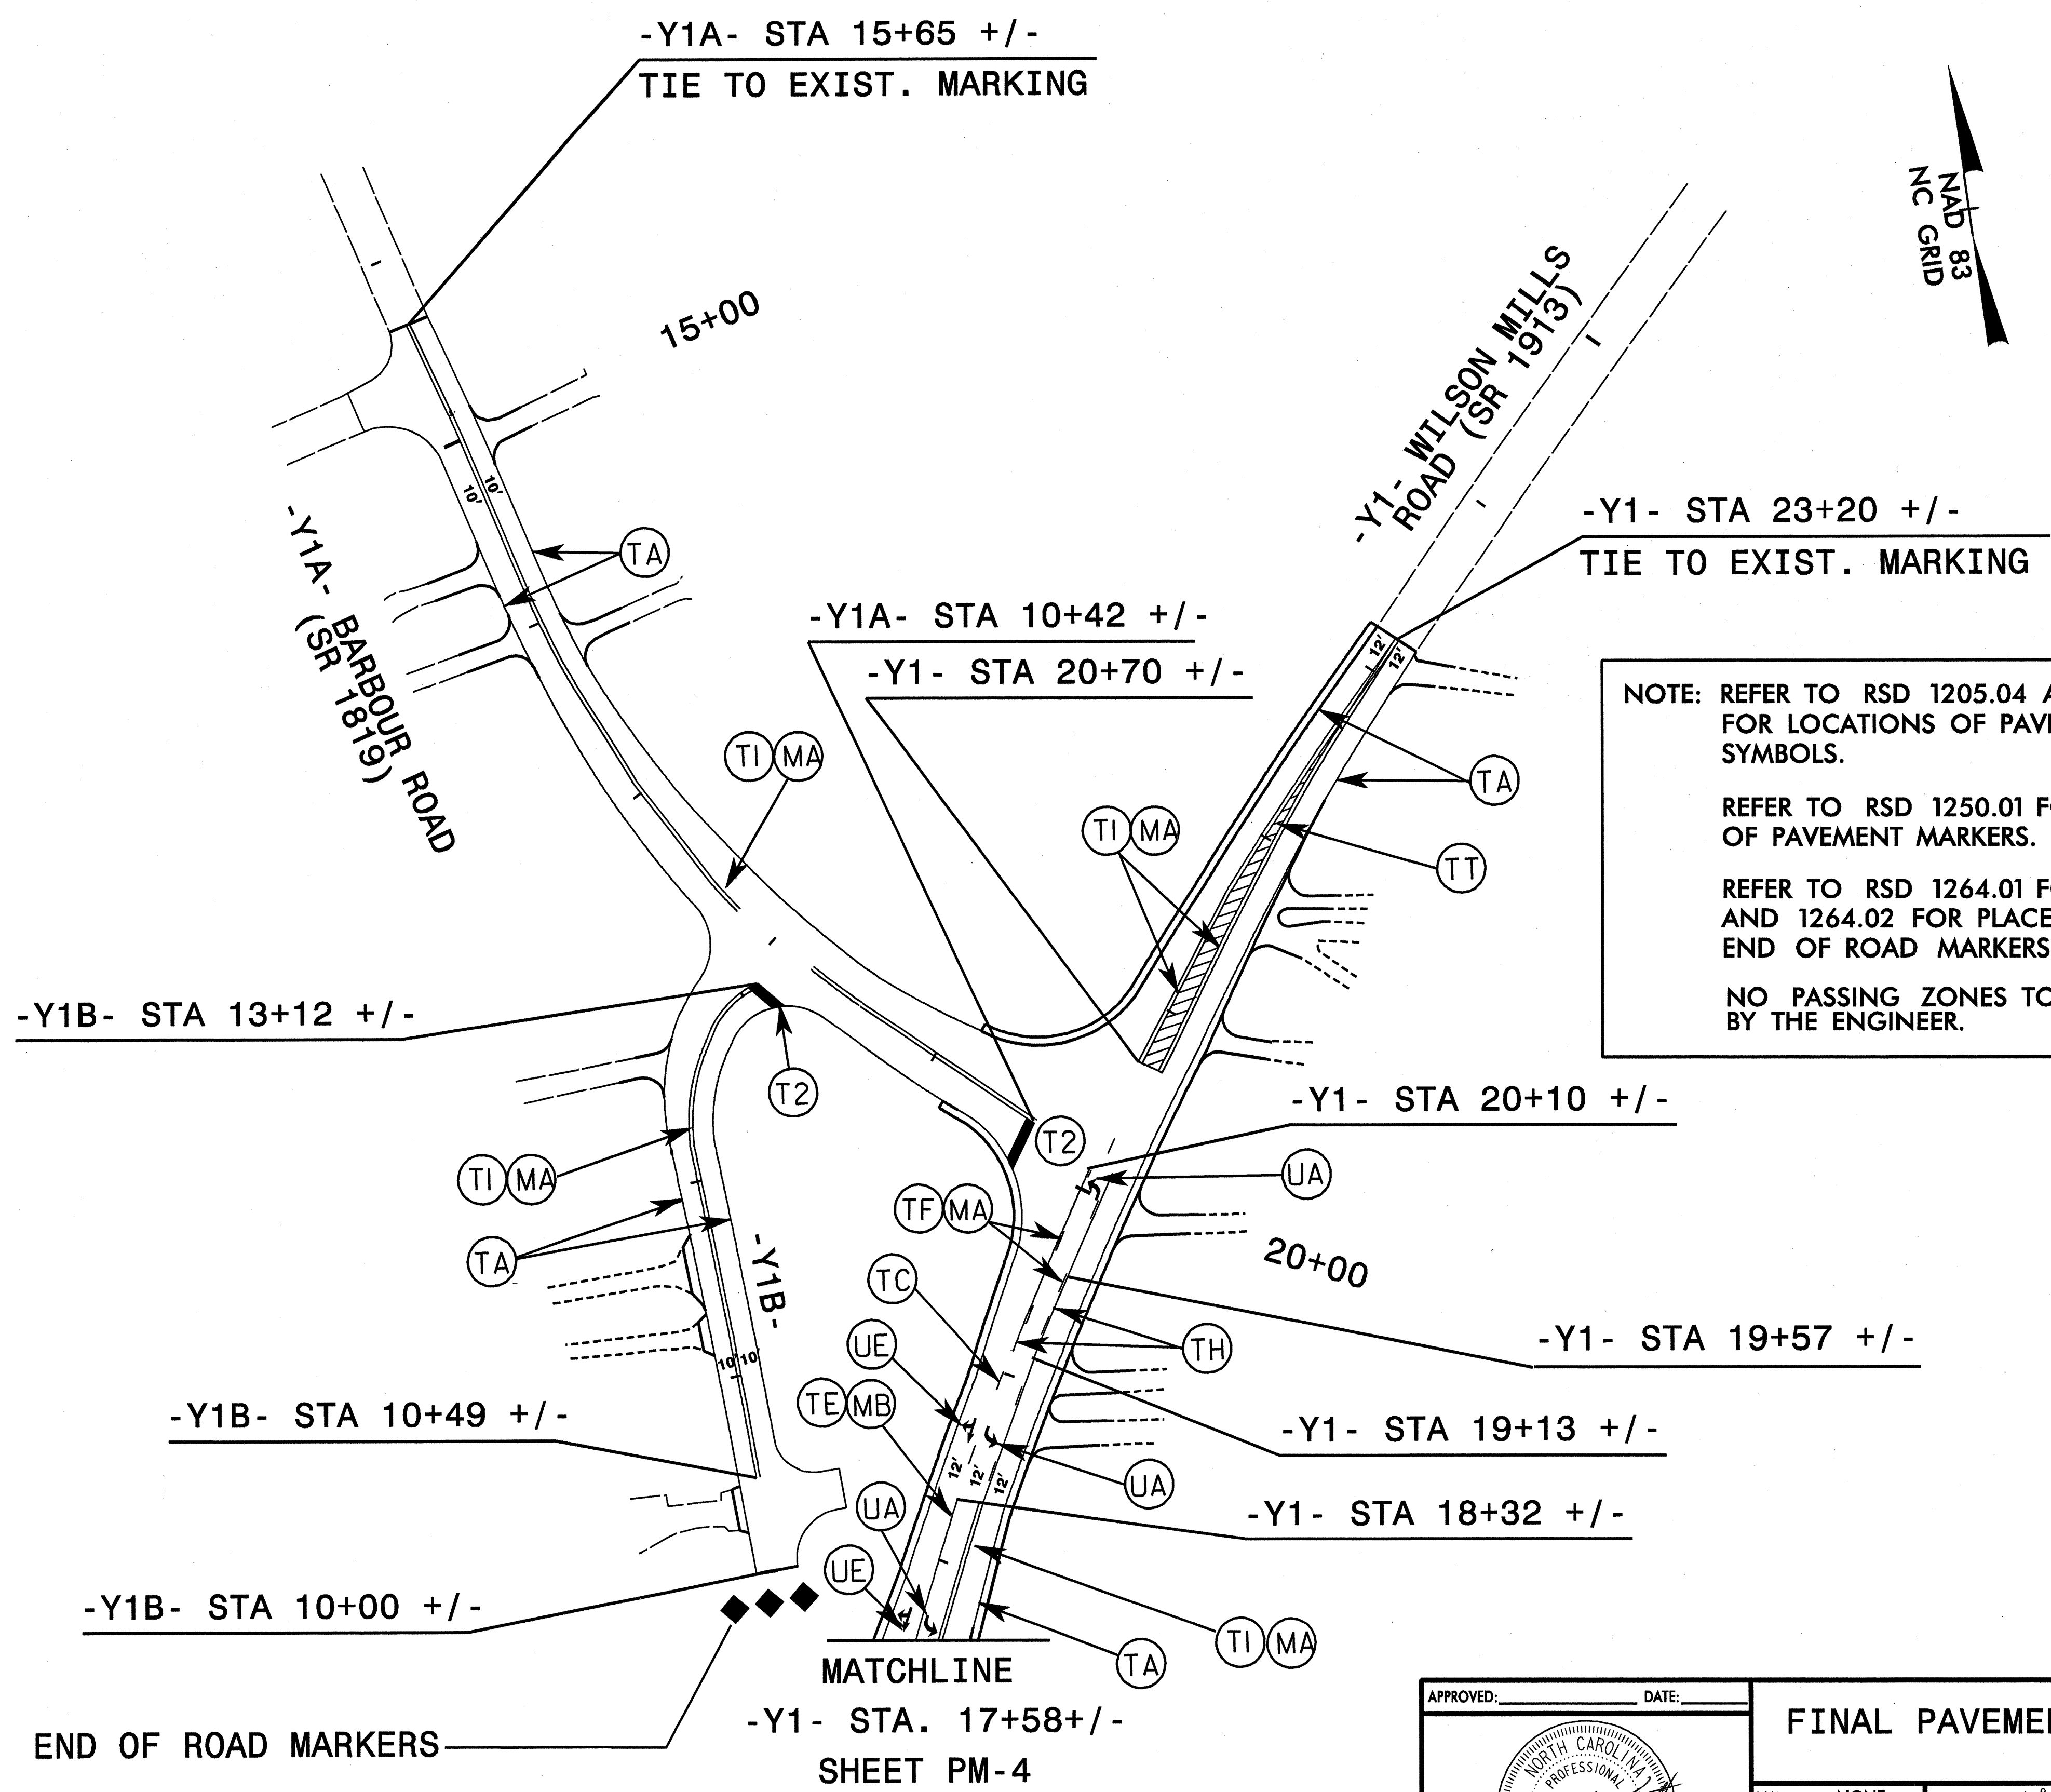 -Y1A- STA 15+65 +/-
TIE TO EXIST. MARKING
NAD 83
NC GRID
15+00
-Y1- WILSON MILLS
ROAD (SR 1913)
10'
10'
-Y1A- BARBOUR ROAD
(SR 1819)
TA
-Y1- STA 23+20 +/-
TIE TO EXIST. MARKING
-Y1A- STA 10+42 +/-
-Y1- STA 20+70 +/-
12'
12'
NOTE: REFER TO RSD 1205.04
FOR LOCATIONS OF
SYMBOLS.
REFER TO RSD 1250.01
OF PAVEMENT MARKERS.
REFER TO RSD 1264.01
AND 1264.02 FOR
END OF ROAD MARKERS
NO PASSING ZONES TO
BY THE ENGINEER.
TI MA
TI MA
TA
TT
-Y1B- STA 13+12 +/-
T2
-Y1- STA 20+10 +/-
T2
UA
TI MA
TF MA
TA
-Y1B-
20+00
TC
UE
TH
-Y1- STA 19+57 +/-
10' 10'
TE MB
-Y1B- STA 10+49 +/-
-Y1- STA 19+13 +/-
12'
12'
12'
UA
UA
-Y1- STA 18+32 +/-
UE
-Y1B- STA 10+00 +/-
TI MA
TA
MATCHLINE
-Y1- STA. 17+58+/-
SHEET PM-4
END OF ROAD MARKERS
APPROVED: DATE:
FINAL
NORTH CAROLINA
PROFESSIONAL